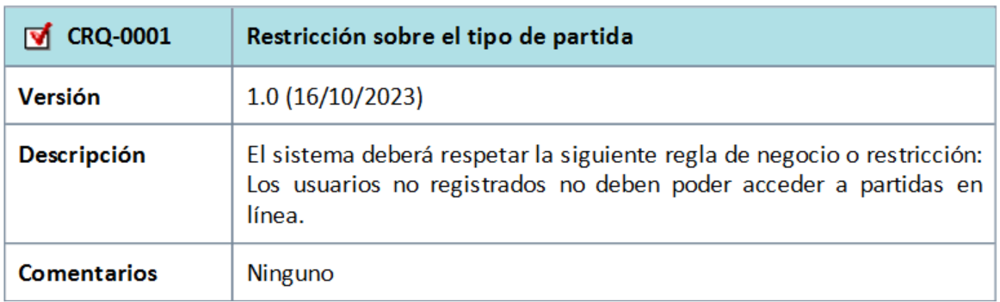 CRQ-0001 Restricción sobre el tipo de partida
Versión 1.0 (16/10/2023)
Descripción El sistema deberá respetar la siguiente regla de negocio o restricción:
Los usuarios no registrados no deben poder acceder a partidas en
línea.
Comentarios Ninguno